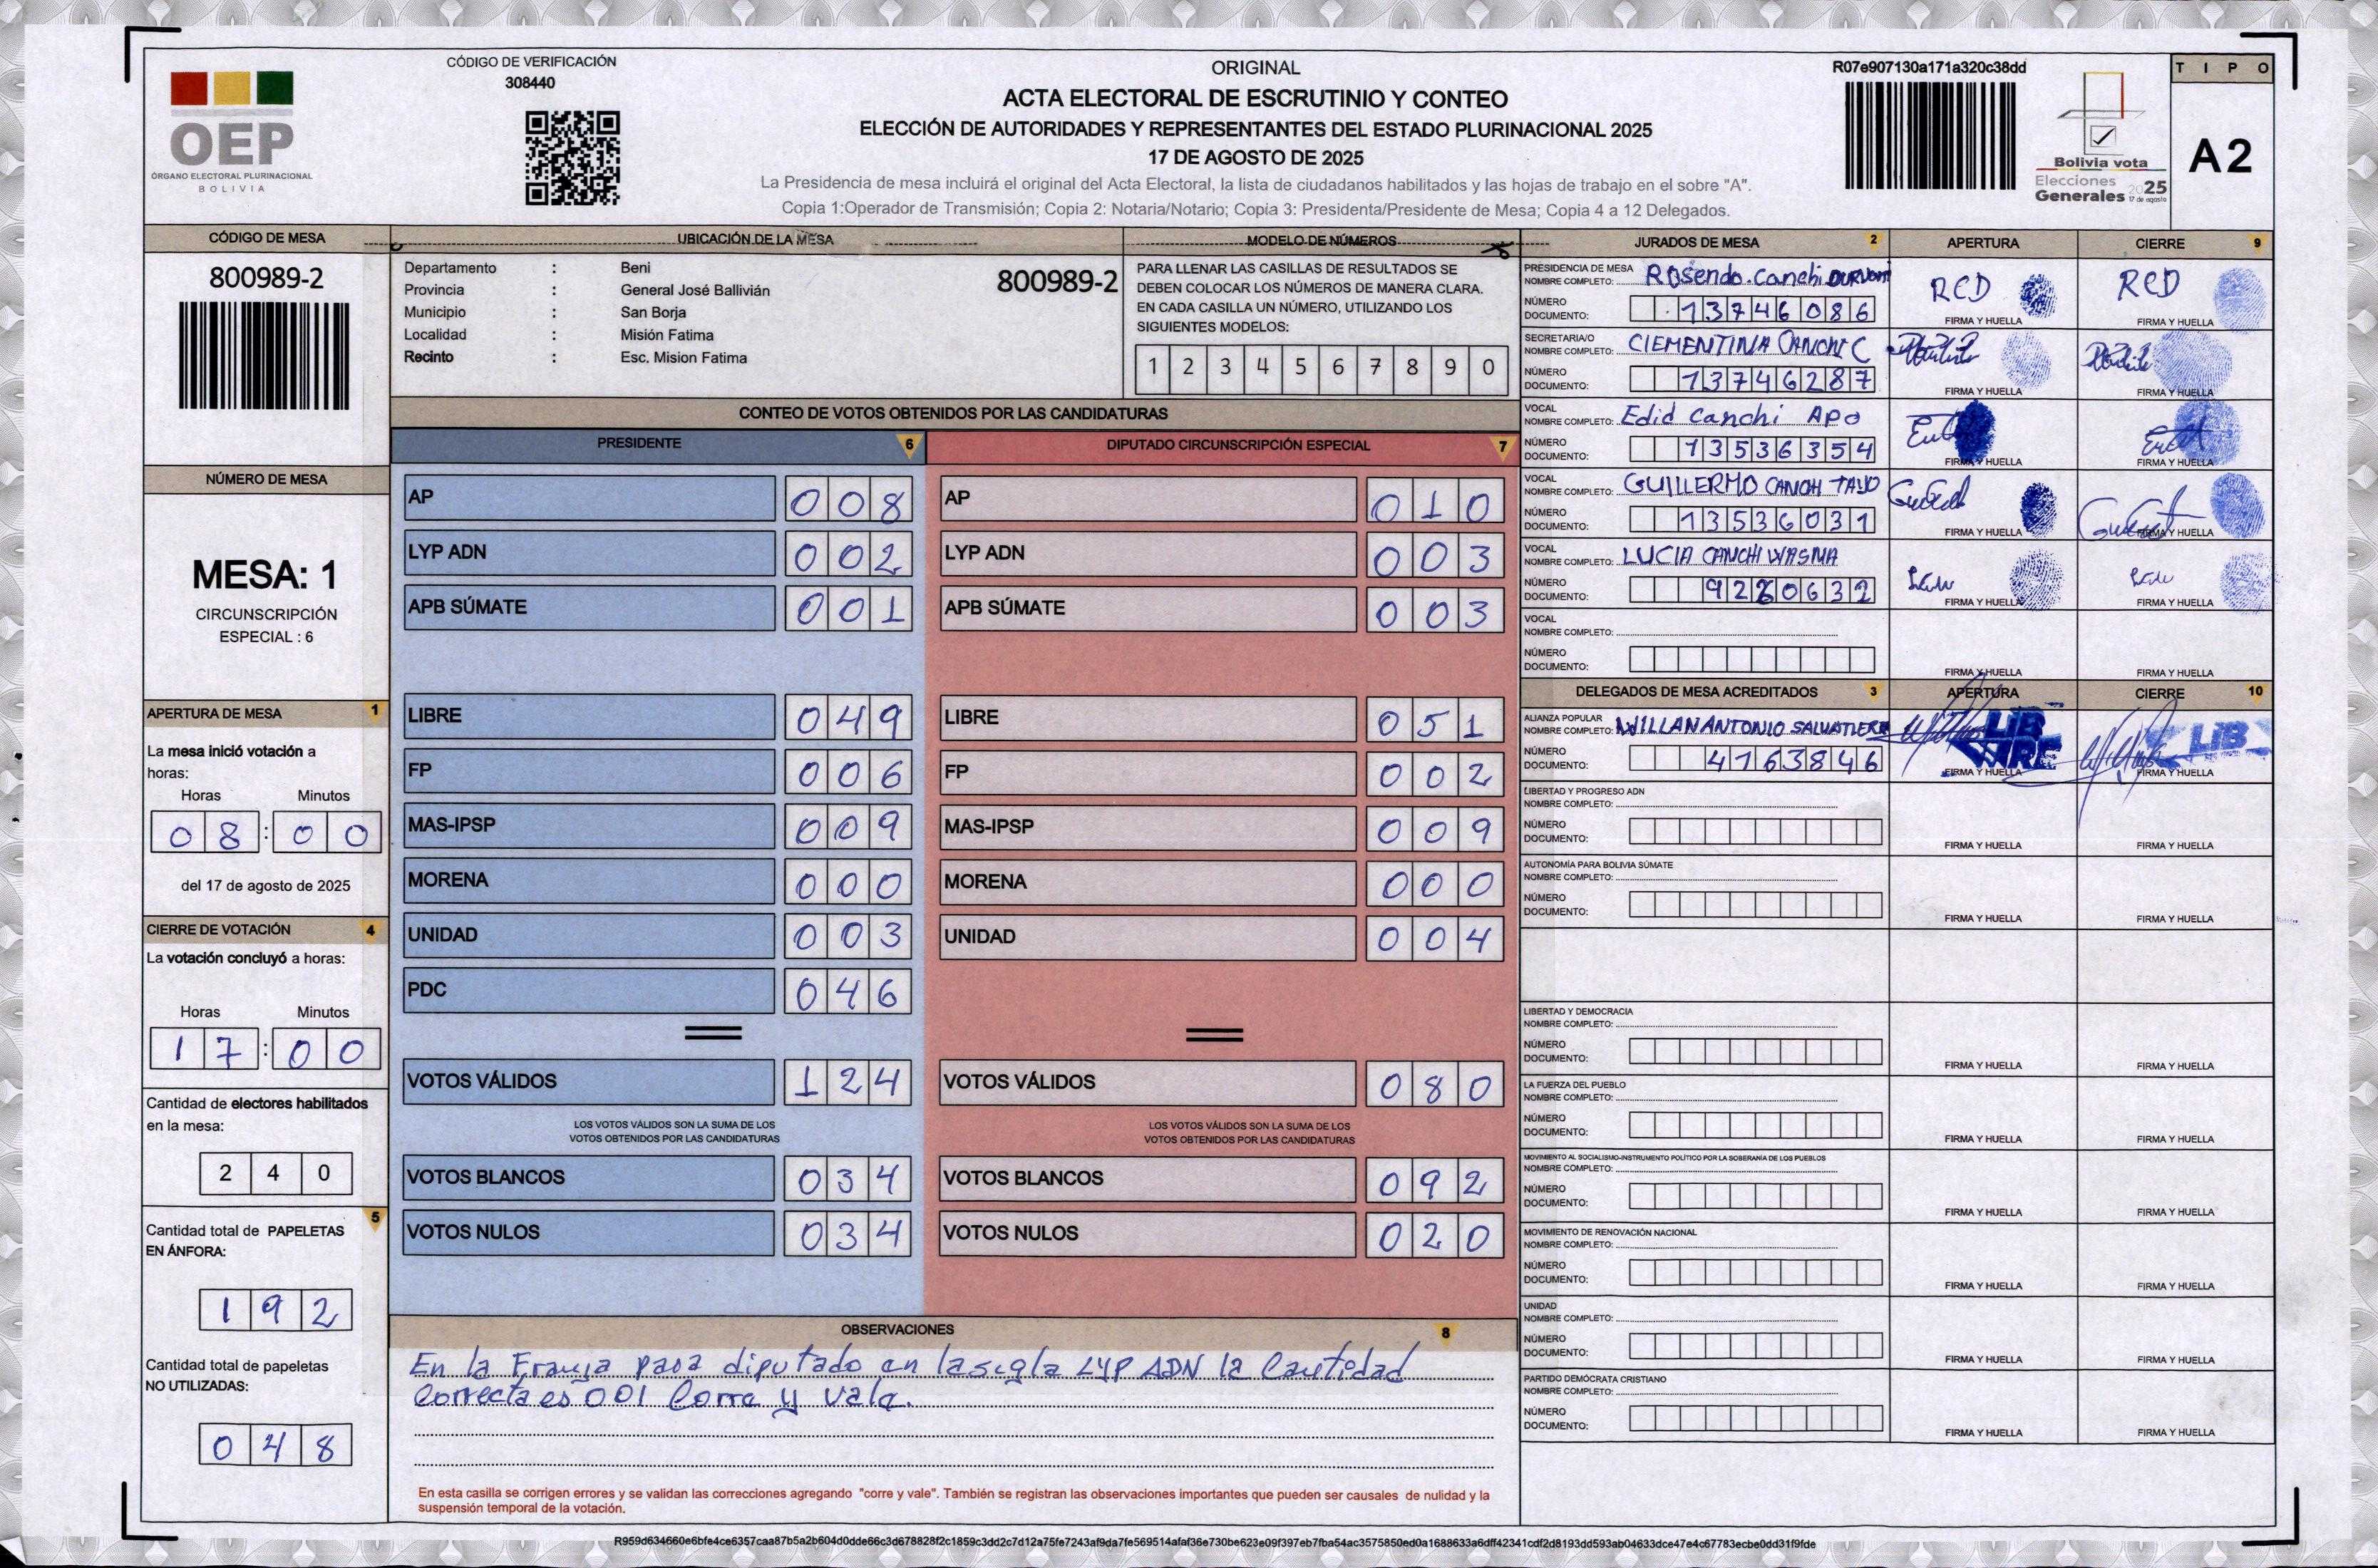 CÓDIGO DE VERIFICACIÓN
308440
OEP
ÓRGANO ELECTORAL PLURINACIONAL
BOLIVIA
ORIGINAL
ACTA ELECTORAL DE ESCRUTINIO Y CONTEO
ELECCIÓN DE AUTORIDADES Y REPRESENTANTES DEL ESTADO PLURINACIONAL 2025
17 DE AGOSTO DE 2025
La Presidencia de mesa incluirá el original del Acta Electoral, la lista de ciudadanos habilitados y las hojas de trabajo en el sobre "A".
Copia 1:Operador de Transmisión; Copia 2: Notaria/Notario; Copia 3: Presidenta/Presidente de Mesa; Copia 4 a 12 Delegados.
R07e907130a171a320c38dd
Bolivia vota
Elecciones
Generales 2025
17 de agosto
TIPO
A2
CÓDIGO DE MESA
800989-2
NÚMERO DE MESA
MESA: 1
CIRCUNSCRIPCIÓN
ESPECIAL : 6
APERTURA DE MESA 1
La mesa inició votación a
horas:
Horas Minutos
08:00
del 17 de agosto de 2025
CIERRE DE VOTACIÓN 4
La votación concluyó a horas:
Horas Minutos
17:00
Cantidad de electores habilitados
en la mesa:
240
5
Cantidad total de PAPELETAS
EN ÁNFORA:
192
Cantidad total de papeletas
NO UTILIZADAS:
048
UBICACIÓN DE LA MESA
Departamento : Beni
800989-2
Provincia : General José Ballivián
Municipio : San Borja
Localidad : Misión Fatima
Recinto : Esc. Mision Fatima
MODELO DE NÚMEROS
PARA LLENAR LAS CASILLAS DE RESULTADOS SE
DEBEN COLOCAR LOS NÚMEROS DE MANERA CLARA.
EN CADA CASILLA UN NÚMERO, UTILIZANDO LOS
SIGUIENTES MODELOS:
1 2 3 4 5 6 7 8 9 0
CONTEO DE VOTOS OBTENIDOS POR LAS CANDIDATURAS
PRESIDENTE 6
AP 008
LYP ADN 002
APB SÚMATE 001
LIBRE 049
FP 006
MAS-IPSP 009
MORENA 000
UNIDAD 003
PDC 046
VOTOS VÁLIDOS 124
LOS VOTOS VÁLIDOS SON LA SUMA DE LOS
VOTOS OBTENIDOS POR LAS CANDIDATURAS
VOTOS BLANCOS 034
VOTOS NULOS 034
DIPUTADO CIRCUNSCRIPCIÓN ESPECIAL 7
AP 010
LYP ADN 003
APB SÚMATE 003
LIBRE 051
FP 002
MAS-IPSP 009
MORENA 000
UNIDAD 004
VOTOS VÁLIDOS 080
LOS VOTOS VÁLIDOS SON LA SUMA DE LOS
VOTOS OBTENIDOS POR LAS CANDIDATURAS
VOTOS BLANCOS 092
VOTOS NULOS 020
OBSERVACIONES 8
En la Franja para diputado en la sigla LYP ADN la Cantidad
Correcta es 001 Corre y vale.
En esta casilla se corrigen errores y se validan las correcciones agregando "corre y vale". También se registran las observaciones importantes que pueden ser causales de nulidad y la
suspensión temporal de la votación.
JURADOS DE MESA 2 APERTURA CIERRE 9
PRESIDENCIA DE MESA
NOMBRE COMPLETO: Rosendo Canchi
NÚMERO
DOCUMENTO: 13746086
RCD RCD
FIRMA Y HUELLA FIRMA Y HUELLA
SECRETARIA/O
NOMBRE COMPLETO: CLEMENTINA CANCHI C
NÚMERO
DOCUMENTO: 13746287
FIRMA Y HUELLA FIRMA Y HUELLA
VOCAL
NOMBRE COMPLETO: Edid Canchi Apo
NÚMERO
DOCUMENTO: 13536354
FIRMA Y HUELLA FIRMA Y HUELLA
VOCAL
NOMBRE COMPLETO: GUILLERMO CANCHI TAYO
NÚMERO
DOCUMENTO: 13536031
FIRMA Y HUELLA FIRMA Y HUELLA
VOCAL
NOMBRE COMPLETO: LUCIA CANCHI WASMA
NÚMERO
DOCUMENTO: 9280632
FIRMA Y HUELLA FIRMA Y HUELLA
VOCAL
NOMBRE COMPLETO:
NÚMERO
DOCUMENTO:
FIRMA Y HUELLA FIRMA Y HUELLA
DELEGADOS DE MESA ACREDITADOS 3 APERTURA CIERRE 10
ALIANZA POPULAR
NOMBRE COMPLETO: WILLAN ANTONIO SALVATIERR
NÚMERO
DOCUMENTO: 4163846
LIBRE LIB
FIRMA Y HUELLA FIRMA Y HUELLA
LIBERTAD Y PROGRESO ADN
NOMBRE COMPLETO:
NÚMERO
DOCUMENTO:
FIRMA Y HUELLA FIRMA Y HUELLA
AUTONOMÍA PARA BOLIVIA SÚMATE
NOMBRE COMPLETO:
NÚMERO
DOCUMENTO:
FIRMA Y HUELLA FIRMA Y HUELLA
LIBERTAD Y DEMOCRACIA
NOMBRE COMPLETO:
NÚMERO
DOCUMENTO:
FIRMA Y HUELLA FIRMA Y HUELLA
LA FUERZA DEL PUEBLO
NOMBRE COMPLETO:
NÚMERO
DOCUMENTO:
FIRMA Y HUELLA FIRMA Y HUELLA
MOVIMIENTO AL SOCIALISMO-INSTRUMENTO POLÍTICO POR LA SOBERANÍA DE LOS PUEBLOS
NOMBRE COMPLETO:
NÚMERO
DOCUMENTO:
FIRMA Y HUELLA FIRMA Y HUELLA
MOVIMIENTO DE RENOVACIÓN NACIONAL
NOMBRE COMPLETO:
NÚMERO
DOCUMENTO:
FIRMA Y HUELLA FIRMA Y HUELLA
UNIDAD
NOMBRE COMPLETO:
NÚMERO
DOCUMENTO:
FIRMA Y HUELLA FIRMA Y HUELLA
PARTIDO DEMÓCRATA CRISTIANO
NOMBRE COMPLETO:
NÚMERO
DOCUMENTO:
FIRMA Y HUELLA FIRMA Y HUELLA